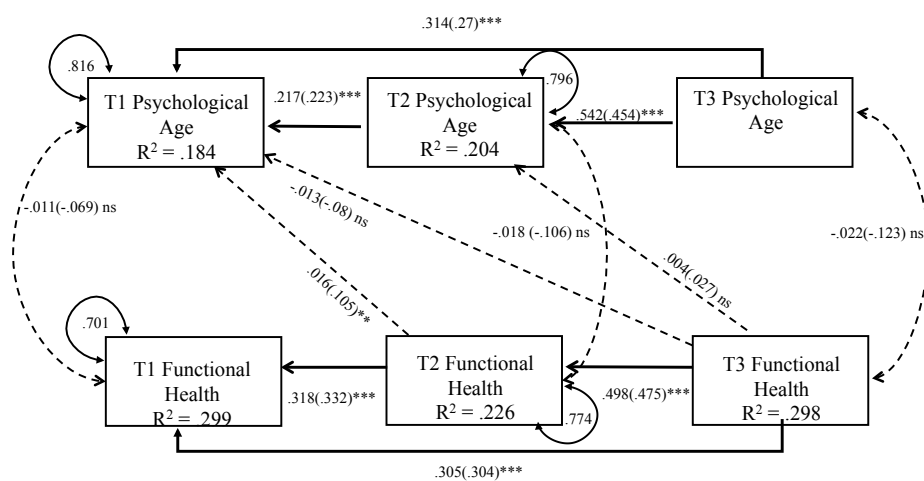 .314(.27)***
.816
T1 Psychological
Age
R² = .184
.217(.223)***
T2 Psychological
Age
R² = .204
.796
.542(.454)***
T3 Psychological
Age
-.011(-.069) ns
-.013(-.08) ns
-.018 (-.106) ns
-.022(-.123) ns
.016(.105)**
.004(.027) ns
.701
T1 Functional
Health
R² = .299
.318(.332)***
T2 Functional
Health
R² = .226
.774
.498(.475)***
T3 Functional
Health
R² = .298
.305(.304)***